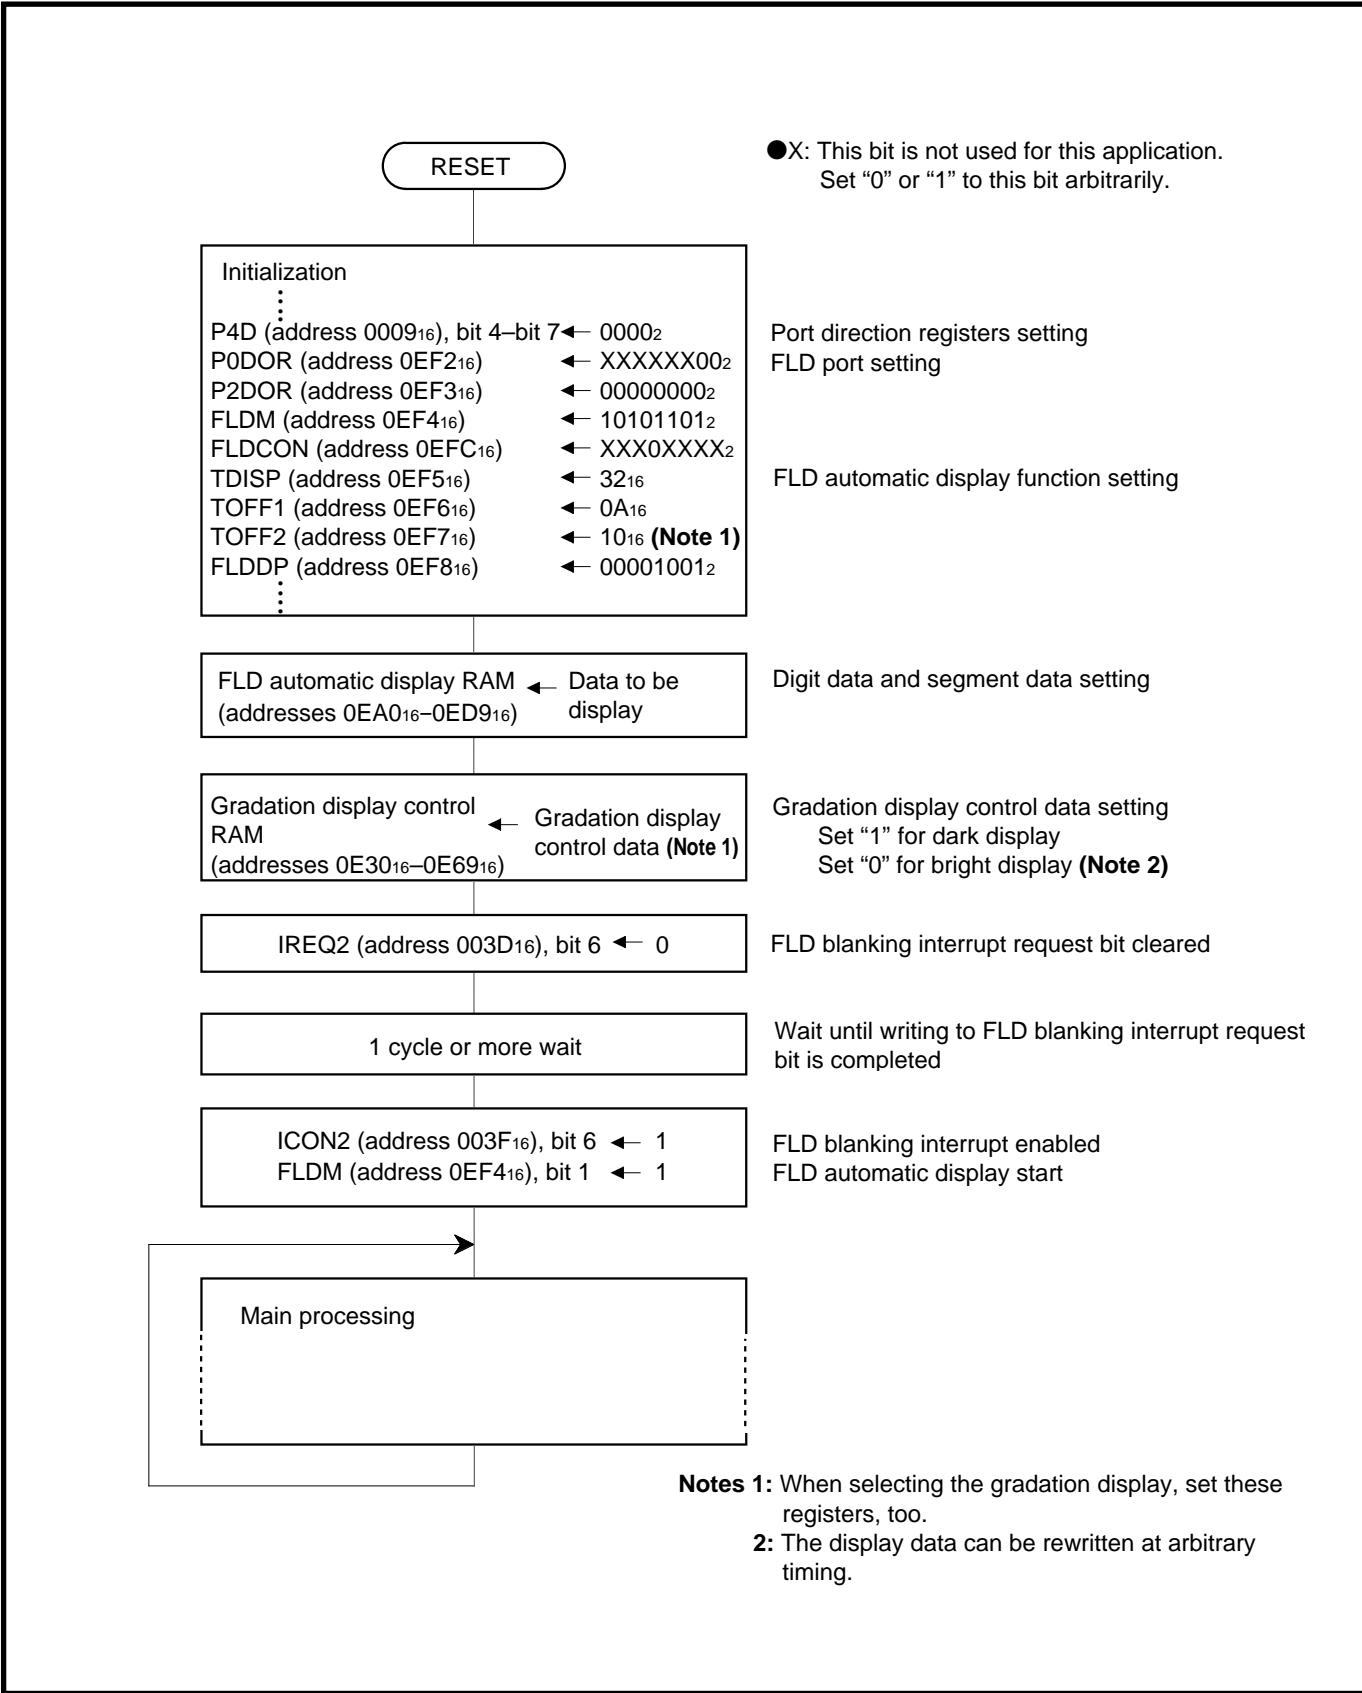 RESET
●X: This bit is not used for this application.
Set “0” or “1” to this bit arbitrarily.
Initialization
P4D (address 000916), bit 4–bit 7 ← 00002 Port direction registers setting
P0DOR (address 0EF216) ← XXXXXX002 FLD port setting
P2DOR (address 0EF316) ← 000000002
FLDM (address 0EF416) ← 101011012
FLDCON (address 0EFC16) ← XXX0XXXX2
TDISP (address 0EF516) ← 3216 FLD automatic display function setting
TOFF1 (address 0EF616) ← 0A16
TOFF2 (address 0EF716) ← 1016 (Note 1)
FLDDP (address 0EF816) ← 000010012
FLD automatic display RAM ← Data to be Digit data and segment data setting
(addresses 0EA016–0ED916) display
Gradation display control Gradation display control data setting
RAM ← Gradation display Set “1” for dark display
(addresses 0E3016–0E6916) control data (Note 1) Set “0” for bright display (Note 2)
IREQ2 (address 003D16), bit 6 ← 0 FLD blanking interrupt request bit cleared
1 cycle or more wait
Wait until writing to FLD blanking interrupt request
bit is completed
ICON2 (address 003F16), bit 6 ← 1 FLD blanking interrupt enabled
FLDM (address 0EF416), bit 1 ← 1 FLD automatic display start
Main processing
Notes 1: When selecting the gradation display, set these
registers, too.
2: The display data can be rewritten at arbitrary
timing.